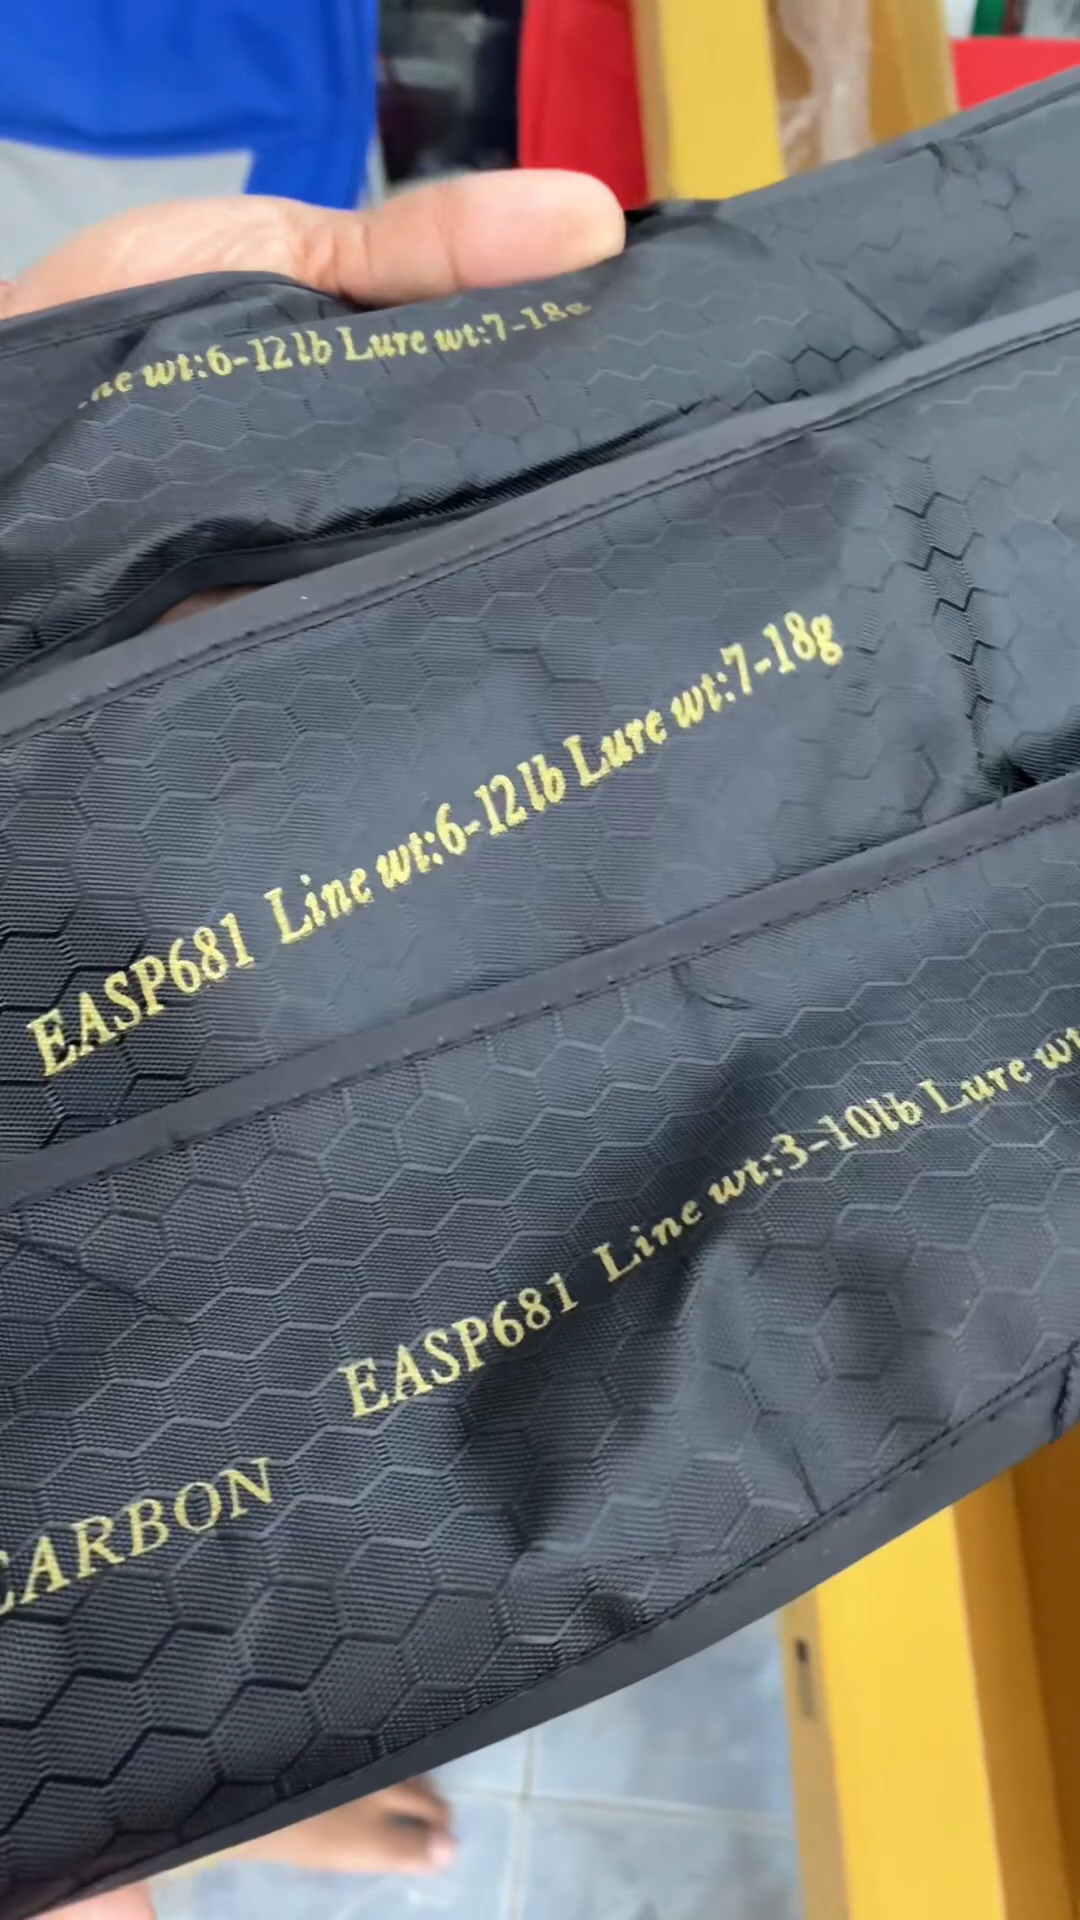 wt:6-12lb Lure wt:7-18g
EASP681 Line wt:6-12lb Lure wt:7-18g
EASP681 Line wt:3-10lb Lure wt
CARBON